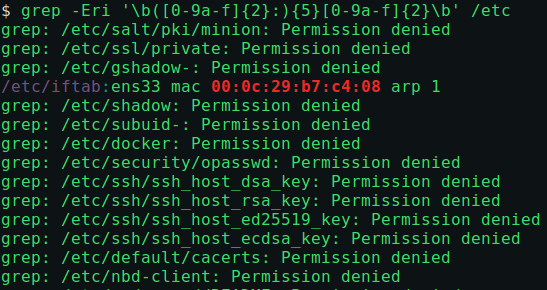 $ grep -Eri '\b([0-9a-f]{2}:){5}[0-9a-f]{2}\b' /etc
grep: /etc/salt/pki/minion: Permission denied
grep: /etc/ssl/private: Permission denied
grep: /etc/gshadow-: Permission denied
/etc/iftab:ens33 mac 00:0c:29:b7:c4:08 arp 1
grep: /etc/shadow: Permission denied
grep: /etc/subuid-: Permission denied
grep: /etc/docker: Permission denied
grep: /etc/security/opasswd: Permission denied
grep: /etc/ssh/ssh_host_dsa_key: Permission denied
grep: /etc/ssh/ssh_host_rsa_key: Permission denied
grep: /etc/ssh/ssh_host_ed25519_key: Permission denied
grep: /etc/ssh/ssh_host_ecdsa_key: Permission denied
grep: /etc/default/cacerts: Permission denied
grep: /etc/nbd-client: Permission denied